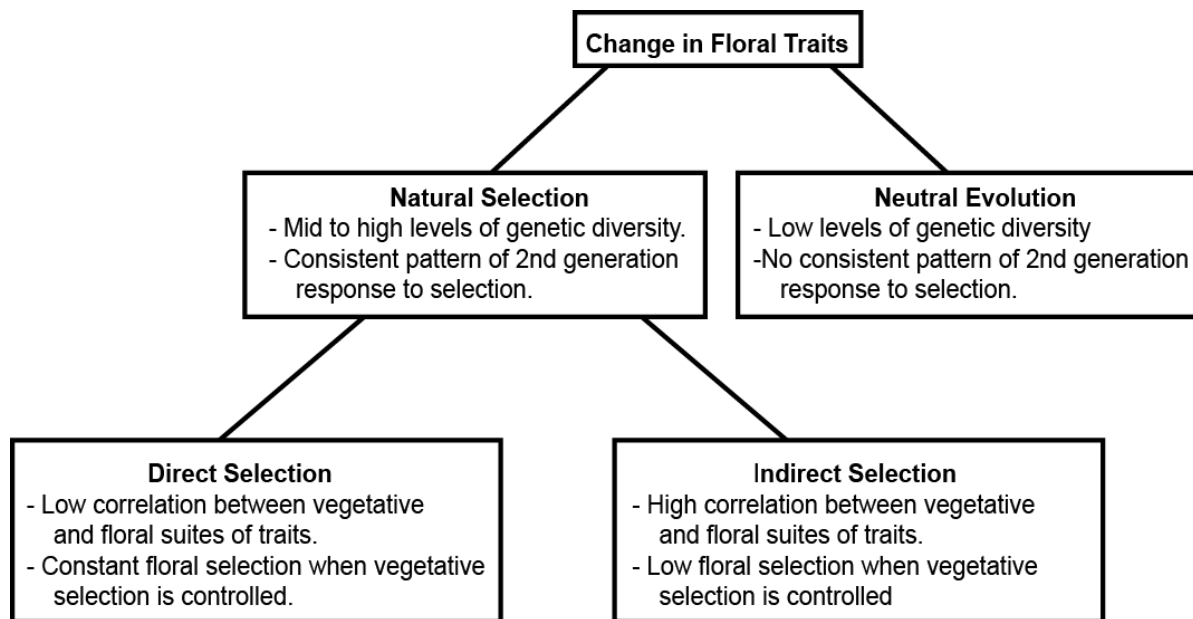 Change in Floral Traits
Natural Selection
- Mid to high levels of genetic diversity.
- Consistent pattern of 2nd generation
response to selection.
Neutral Evolution
- Low levels of genetic diversity
-No consistent pattern of 2nd generation
response to selection.
Direct Selection
- Low correlation between vegetative
and floral suites of traits.
- Constant floral selection when vegetative
selection is controlled.
Indirect Selection
- High correlation between vegetative
and floral suites of traits.
- Low floral selection when vegetative
selection is controlled